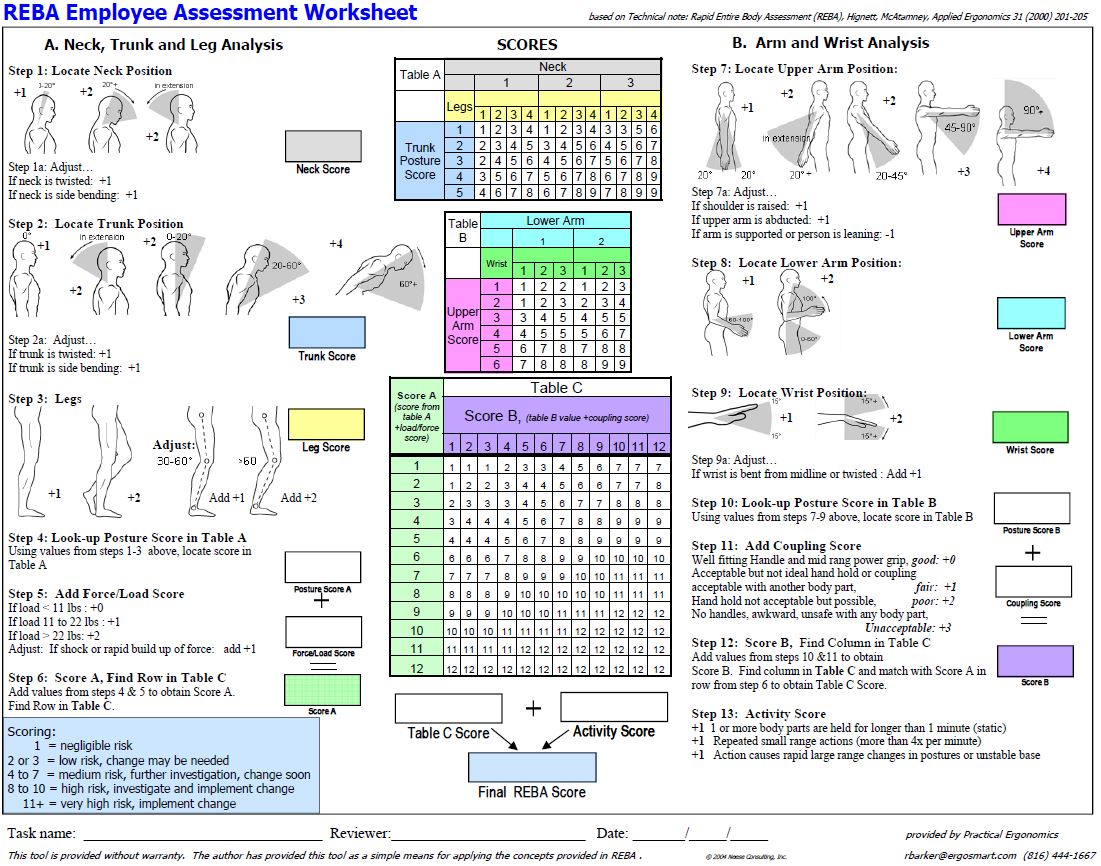 REBA Employee Assessment Worksheet
based on Technical note: Rapid Entire Body Assessment (REBA), Hignett, McAtamney, Applied Ergonomics 31 (2000) 201-205
A. Neck, Trunk and Leg Analysis
Step 1: Locate Neck Position
+1 0-20° +2 20°+ in extension
+2
Neck Score
Step 1a: Adjust…
If neck is twisted: +1
If neck is side bending: +1
Step 2: Locate Trunk Position
0° +1 in extension +2 0-20° +4
20-60° 60°+
+2 +3
Trunk Score
Step 2a: Adjust…
If trunk is twisted: +1
If trunk is side bending: +1
Step 3: Legs
Adjust:
30-60° >60
Leg Score
+1 +2 Add +1 Add +2
Step 4: Look-up Posture Score in Table A
Using values from steps 1-3 above, locate score in
Table A
Posture Score A
+
Step 5: Add Force/Load Score
If load < 11 lbs : +0
If load 11 to 22 lbs : +1
If load > 22 lbs: +2
Adjust: If shock or rapid build up of force: add +1
Force/Load Score
Step 6: Score A, Find Row in Table C
Add values from steps 4 & 5 to obtain Score A.
Find Row in Table C.
Score A
Scoring:
1 = negligible risk
2 or 3 = low risk, change may be needed
4 to 7 = medium risk, further investigation, change soon
8 to 10 = high risk, investigate and implement change
11+ = very high risk, implement change
SCORES
Table A Neck
1 2 3
Legs
1 2 3 4 1 2 3 4 1 2 3 4
Trunk Posture Score
1 1 2 3 4 1 2 3 4 3 3 5 6
2 2 3 4 5 3 4 5 6 4 5 6 7
3 2 4 5 6 4 5 6 7 5 6 7 8
4 3 5 6 7 5 6 7 8 6 7 8 9
5 4 6 7 8 6 7 8 9 7 8 9 9
Table B Lower Arm
1 2
Wrist
1 2 3 1 2 3
Upper Arm Score
1 1 2 2 1 2 3
2 1 2 3 2 3 4
3 3 4 5 4 5 5
4 4 5 5 5 6 7
5 6 7 8 7 8 8
6 7 8 8 8 9 9
Table C
Score A
(score from
table A
+load/force
score)
Score B, (table B value +coupling score)
1 2 3 4 5 6 7 8 9 10 11 12
1 1 1 1 2 3 3 4 5 6 7 7 7
2 1 2 2 3 4 4 5 6 6 7 7 8
3 2 3 3 3 4 5 6 7 7 8 8 8
4 3 4 4 4 5 6 7 8 8 9 9 9
5 4 4 4 5 6 7 8 8 9 9 9 9
6 6 6 6 7 8 8 9 9 10 10 10 10
7 7 7 7 8 9 9 9 10 10 11 11 11
8 8 8 8 9 10 10 10 10 10 11 11 11
9 9 9 9 10 10 10 11 11 11 12 12 12
10 10 10 10 11 11 11 11 12 12 12 12 12
11 11 11 11 11 12 12 12 12 12 12 12 12
12 12 12 12 12 12 12 12 12 12 12 12 12
+
Table C Score Activity Score
Final REBA Score
B. Arm and Wrist Analysis
Step 7: Locate Upper Arm Position:
+1 +2 +2 90°+
in extension 45-90°
20° 20° 20°+ 20-45° +3 +4
Step 7a: Adjust…
If shoulder is raised: +1
If upper arm is abducted: +1
If arm is supported or person is leaning: -1
Upper Arm
Score
Step 8: Locate Lower Arm Position:
+1 +2
100°
60-100°
0-60°
Lower Arm
Score
Step 9: Locate Wrist Position:
15° 15°+
+1 +2
15° 15°+
Wrist Score
Step 9a: Adjust…
If wrist is bent from midline or twisted : Add +1
Step 10: Look-up Posture Score in Table B
Using values from steps 7-9 above, locate score in Table B
Posture Score B
+
Step 11: Add Coupling Score
Well fitting Handle and mid rang power grip, good: +0
Acceptable but not ideal hand hold or coupling
acceptable with another body part, fair: +1
Hand hold not acceptable but possible, poor: +2
No handles, awkward, unsafe with any body part,
Unacceptable: +3
Coupling Score
Step 12: Score B, Find Column in Table C
Add values from steps 10 &11 to obtain
Score B. Find column in Table C and match with Score A in
row from step 6 to obtain Table C Score.
Score B
Step 13: Activity Score
+1 1 or more body parts are held for longer than 1 minute (static)
+1 Repeated small range actions (more than 4x per minute)
+1 Action causes rapid large range changes in postures or unstable base
Task name: Reviewer: Date: / /
provided by Practical Ergonomics
This tool is provided without warranty. The author has provided this tool as a simple means for applying the concepts provided in REBA .
© 2004 Neese Consulting, Inc.
rbarker@ergosmart.com (816) 444-1667